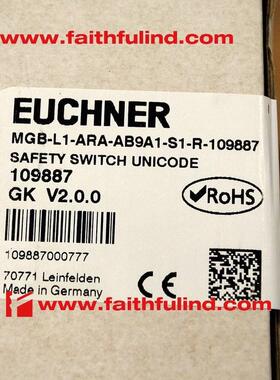 www.faithfulind.com
EUCHNER
MGB-L1-ARA-AB9A1-S1-R-109887
SAFETY SWITCH UNICODE
109887
GK V2.0.0
RoHS
109887000777
70771 Leinfelden
Made in Germany
CE
www.faithfulind.com